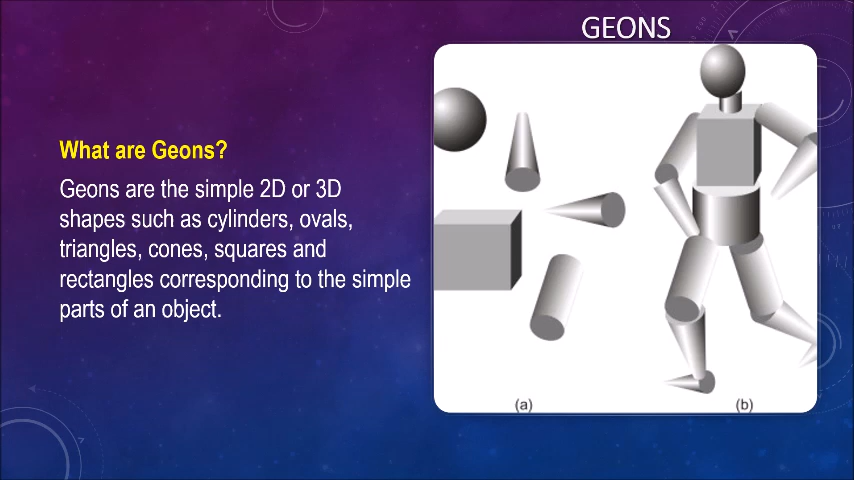 GEONS
What are Geons?
Geons are the simple 2D or 3D
shapes such as cylinders, ovals,
triangles, cones, squares and
rectangles corresponding to the simple
parts of an object.
(a)
(b)